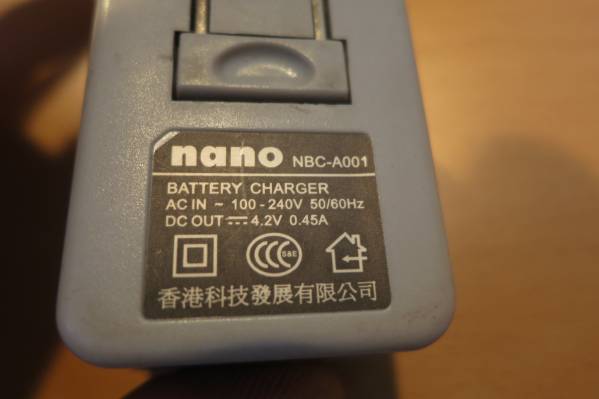 nano NBC-A001
BATTERY CHARGER
AC IN ~ 100-240V 50/60Hz
DC OUT ⎓ 4.2V 0.45A
CCC S&E
香港科技發展有限公司